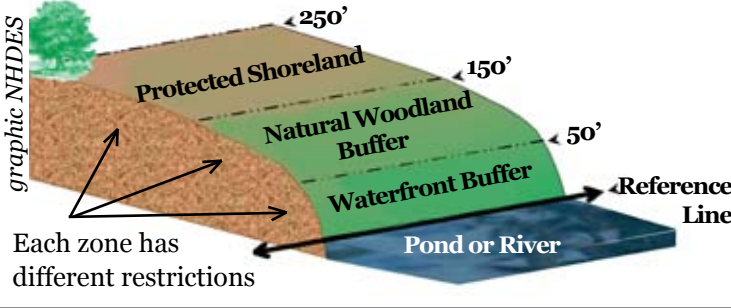 graphic NHDES
250’
Protected Shoreland
150’
Natural Woodland
Buffer
50’
Waterfront Buffer
Reference
Line
Pond or River
Each zone has
different restrictions